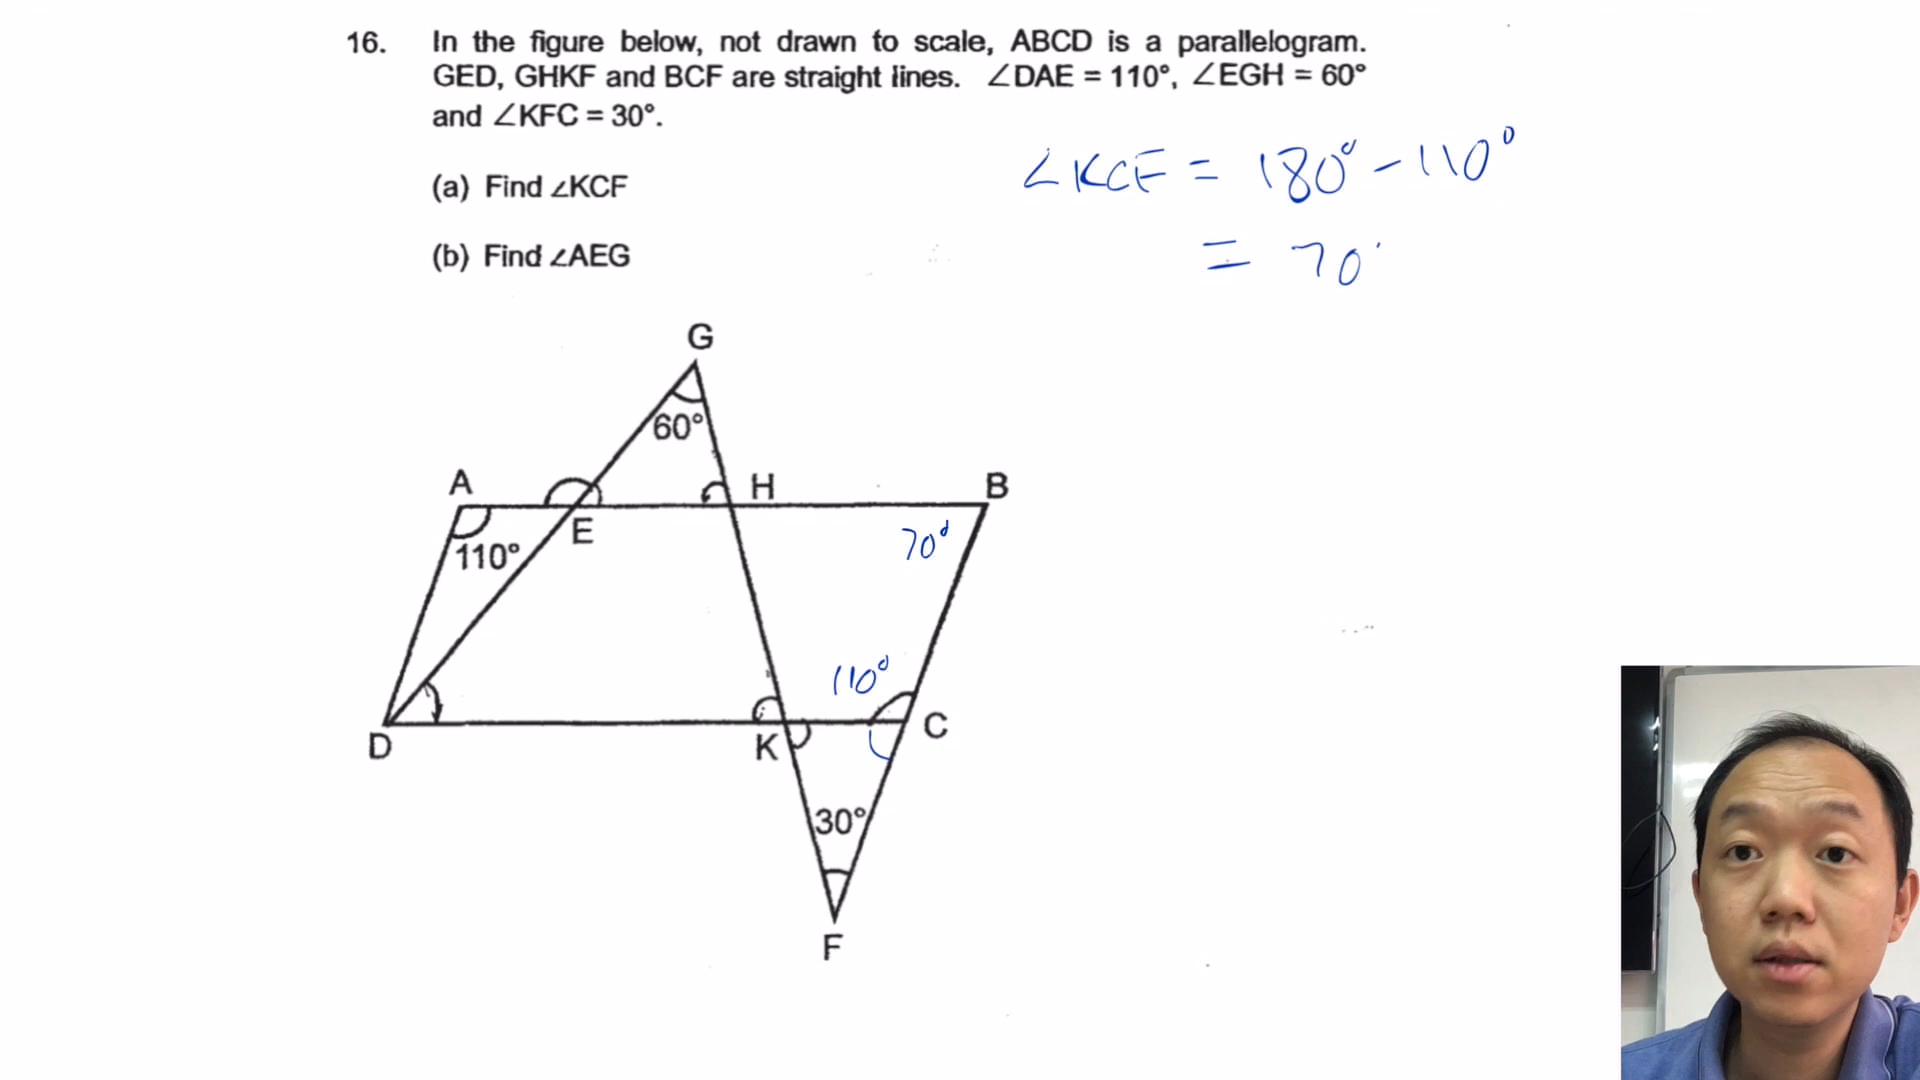 16. In the figure below, not drawn to scale, ABCD is a parallelogram.
GED, GHKF and BCF are straight lines. ∠DAE = 110°, ∠EGH = 60°
and ∠KFC = 30°.
(a) Find ∠KCF
(b) Find ∠AEG
∠KCF = 180° - 110°
= 70°
G
60°
A
H
B
E
110°
70°
110°
D
K
C
30°
F